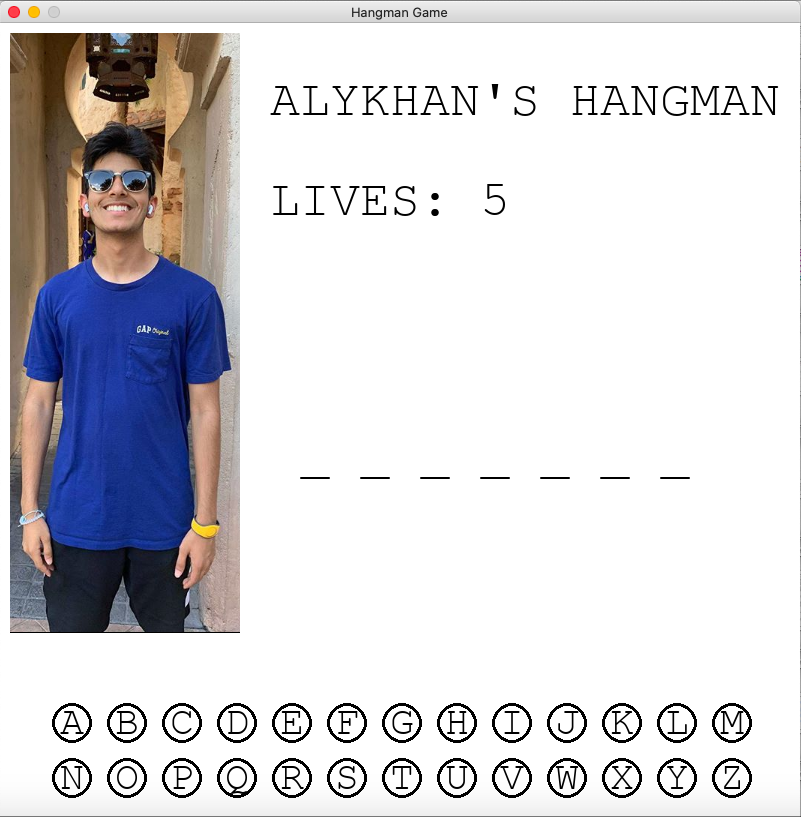 Hangman Game
ALYKHAN'S HANGMAN
LIVES: 5
GAP Original
_ _ _ _ _ _ _
A B C D E F G H I J K L M
N O P Q R S T U V W X Y Z